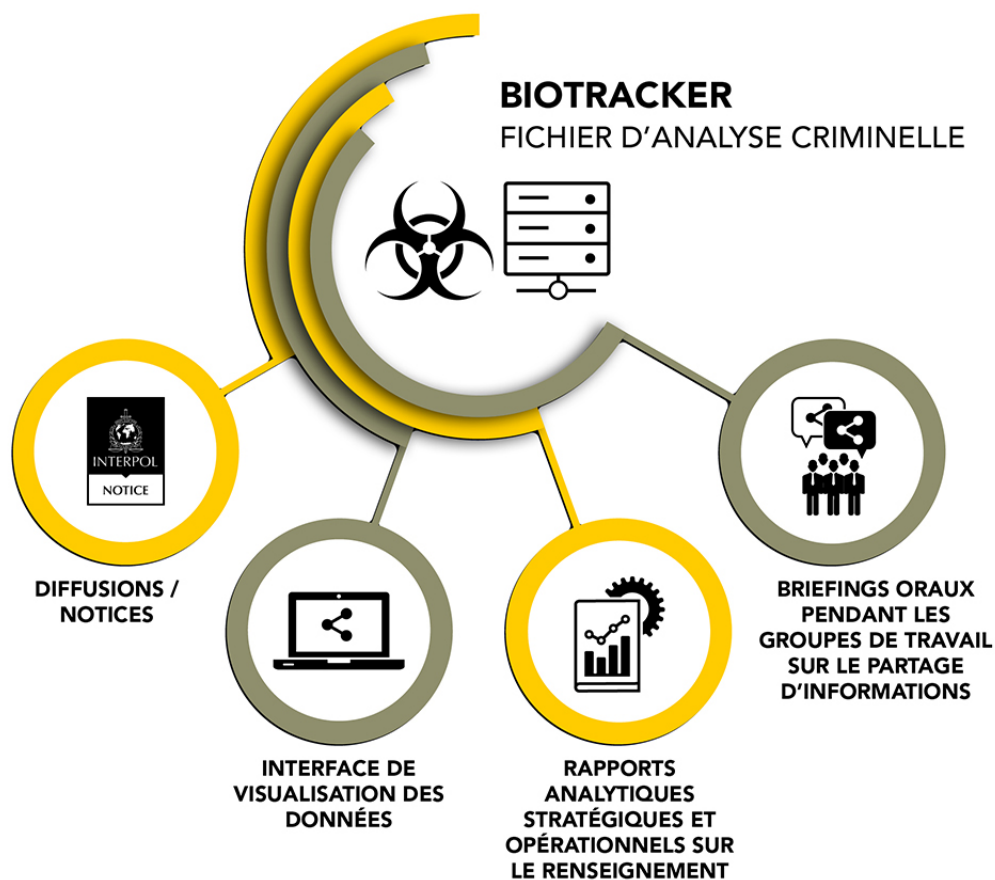 BIOTRACKER
FICHIER D'ANALYSE CRIMINELLE
INTERPOL
NOTICE
DIFFUSIONS /
NOTICES
INTERFACE DE
VISUALISATION DES
DONNÉES
RAPPORTS
ANALYTIQUES
STRATÉGIQUES ET
OPÉRATIONNELS SUR
LE RENSEIGNEMENT
BRIEFINGS ORAUX
PENDANT LES
GROUPES DE TRAVAIL
SUR LE PARTAGE
D'INFORMATIONS